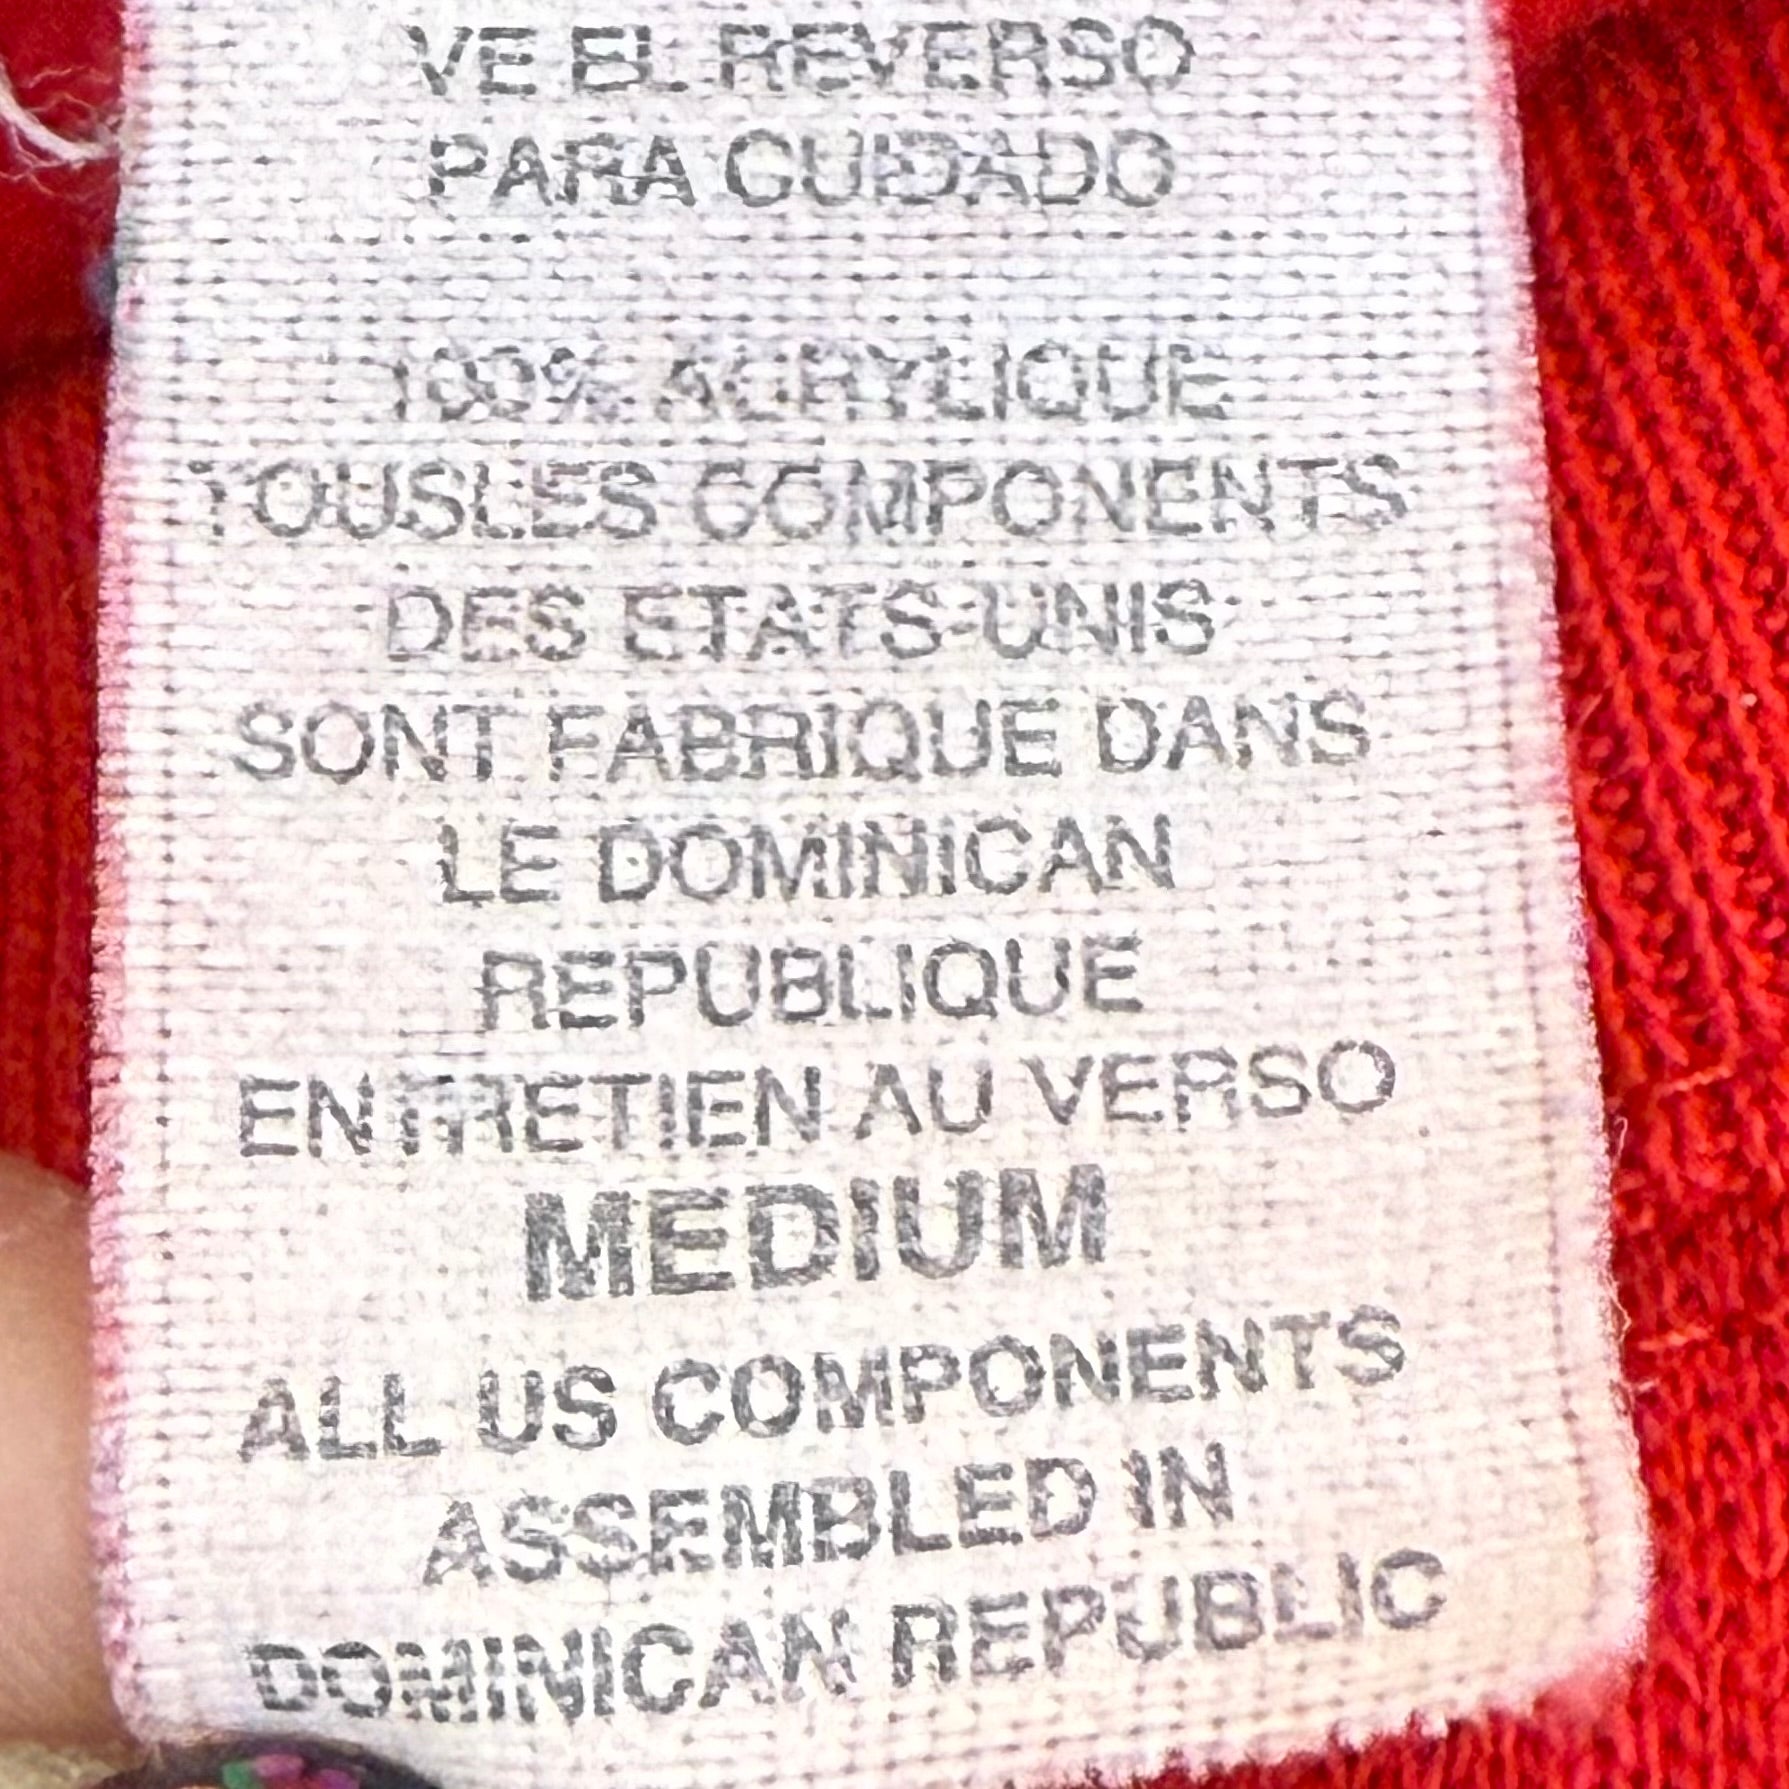 VE EL REVERSO
PARA CUIDADO
100% ACRYLIQUE
TOUSLES COMPONENTS
DES ETATS-UNIS
SONT FABRIQUE DANS
LE DOMINICAN
REPUBLIQUE
ENTRETIEN AU VERSO
MEDIUM
ALL US COMPONENTS
ASSEMBLED IN
DOMINICAN REPUBLIC